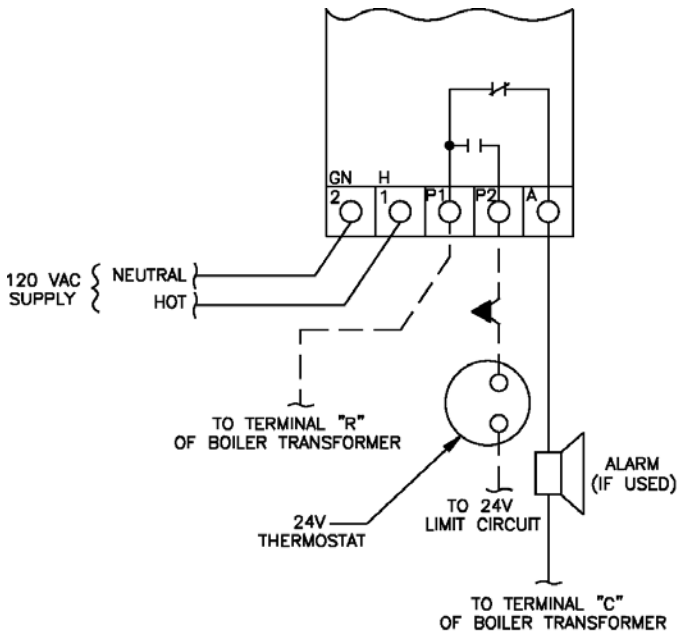 GN H
2 1 P1 P2 A
120 VAC
SUPPLY
NEUTRAL
HOT
TO TERMINAL "R"
OF BOILER TRANSFORMER
24V
THERMOSTAT
TO 24V
LIMIT CIRCUIT
ALARM
(IF USED)
TO TERMINAL "C"
OF BOILER TRANSFORMER